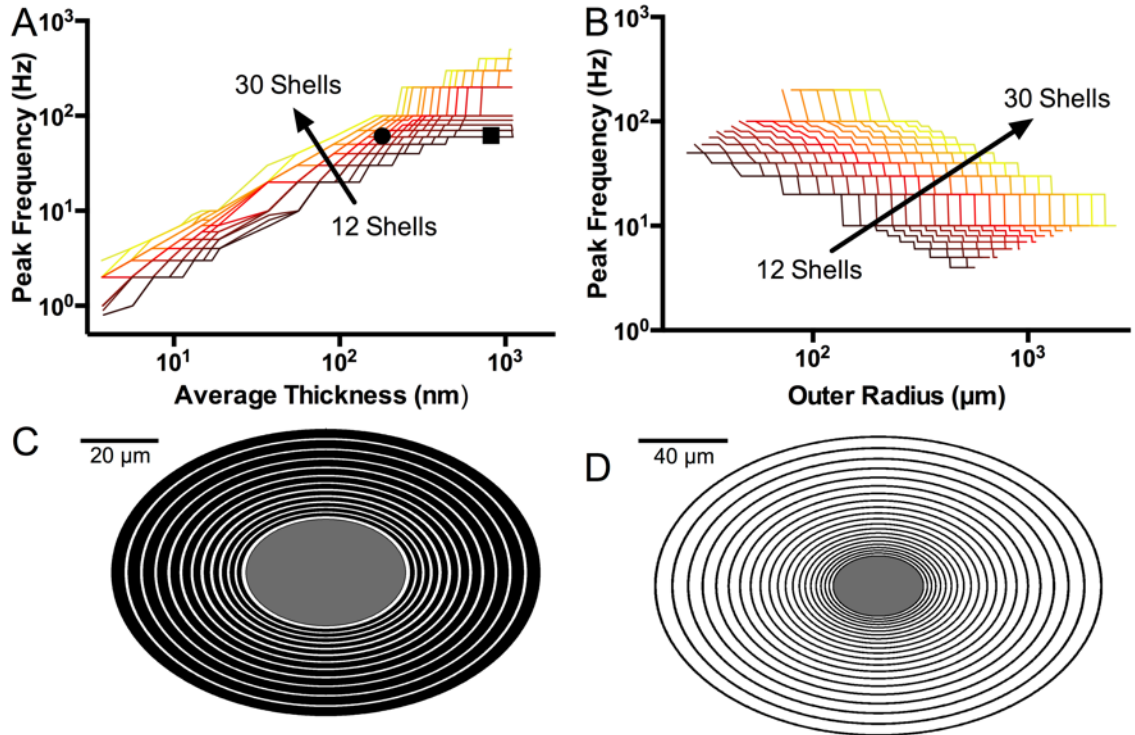 A
Peak Frequency (Hz)
10³
10²
10¹
10⁰
30 Shells
12 Shells
10¹
10²
10³
Average Thickness (nm)
B
Peak Frequency (Hz)
10³
10²
10¹
10⁰
30 Shells
12 Shells
10²
10³
Outer Radius (µm)
C
20 µm
D
40 µm